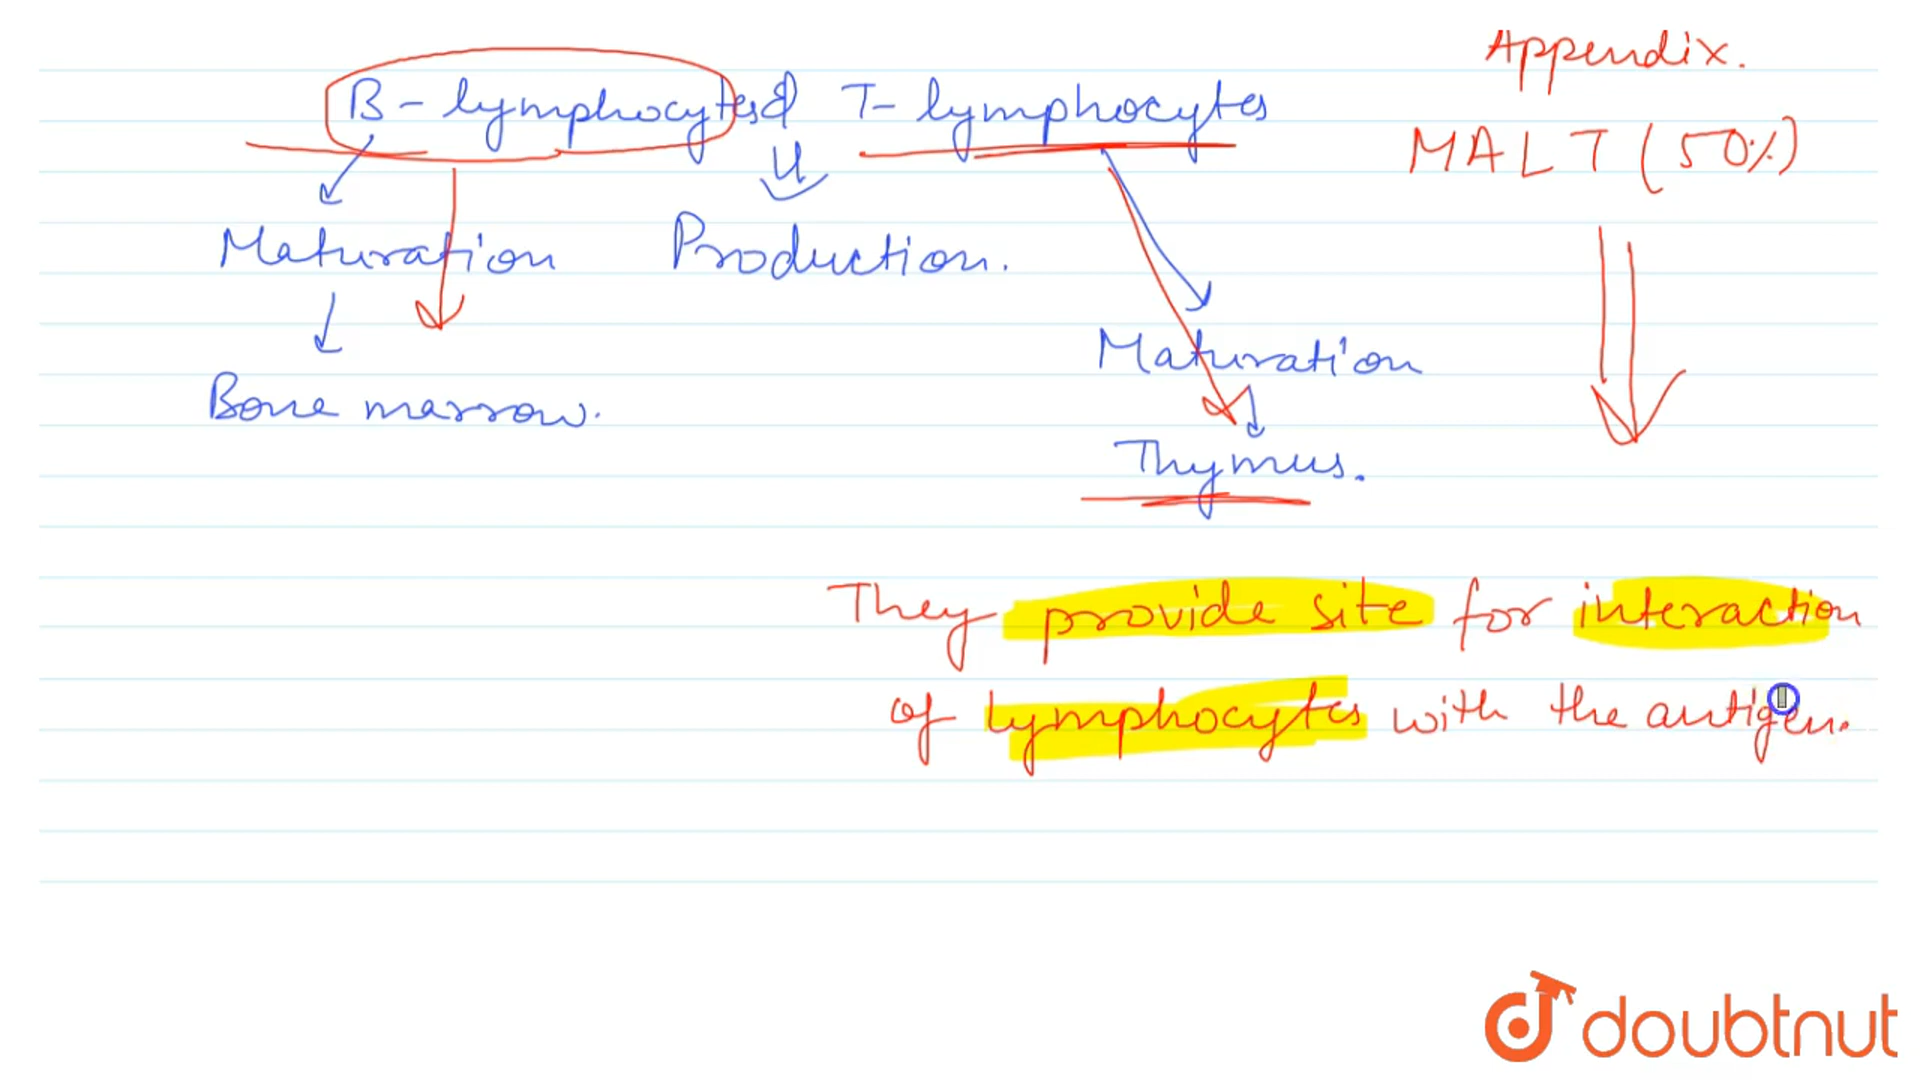 Appendix.
B - lymphocytes & T- lymphocytes
MALT (50%)
Maturation Production.
Maturation
Bone marrow.
Thymus.
They provide site for interaction
of lymphocytes with the antigen.
doubtnut